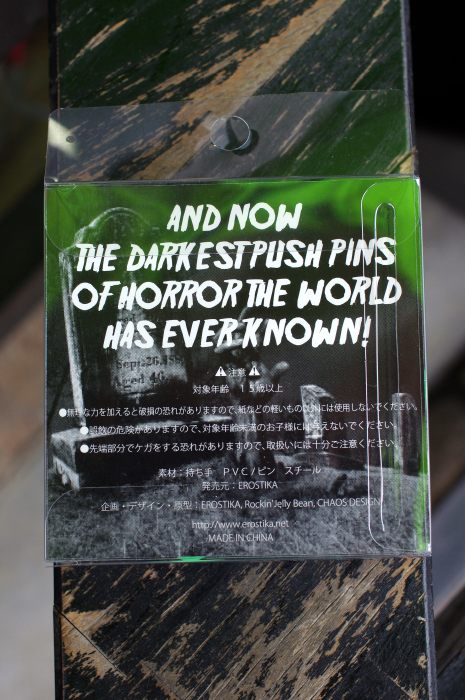 AND NOW
THE DARKEST PUSH PINS
OF HORROR THE WORLD
HAS EVER KNOWN!
Sept. 26, 188
aged 46
⚠注意⚠
対象年齢 15歳以上
●無理な力を加えると破損の恐れがありますので、紙などの軽いもの以外には使用しないでください。
●誤飲の危険がありますので、対象年齢未満のお子様には与えないでください。
●先端部分でケガをする恐れがありますので、取扱いには十分ご注意ください。
素材：持ち手 PVC/ピン スチール
発売元：EROSTIKA
企画・デザイン・原型：EROSTIKA, Rockin'Jelly Bean, CHAOS DESIGN
http://www.erostika.net
MADE IN CHINA